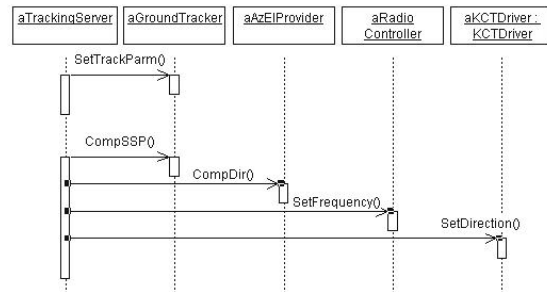 aTrackingServer
aGroundTracker
aAzElProvider
aRadio
Controller
aKCTDriver :
KCTDriver
SetTrackParm()
CompSSP()
CompDir()
SetFrequency()
SetDirection()